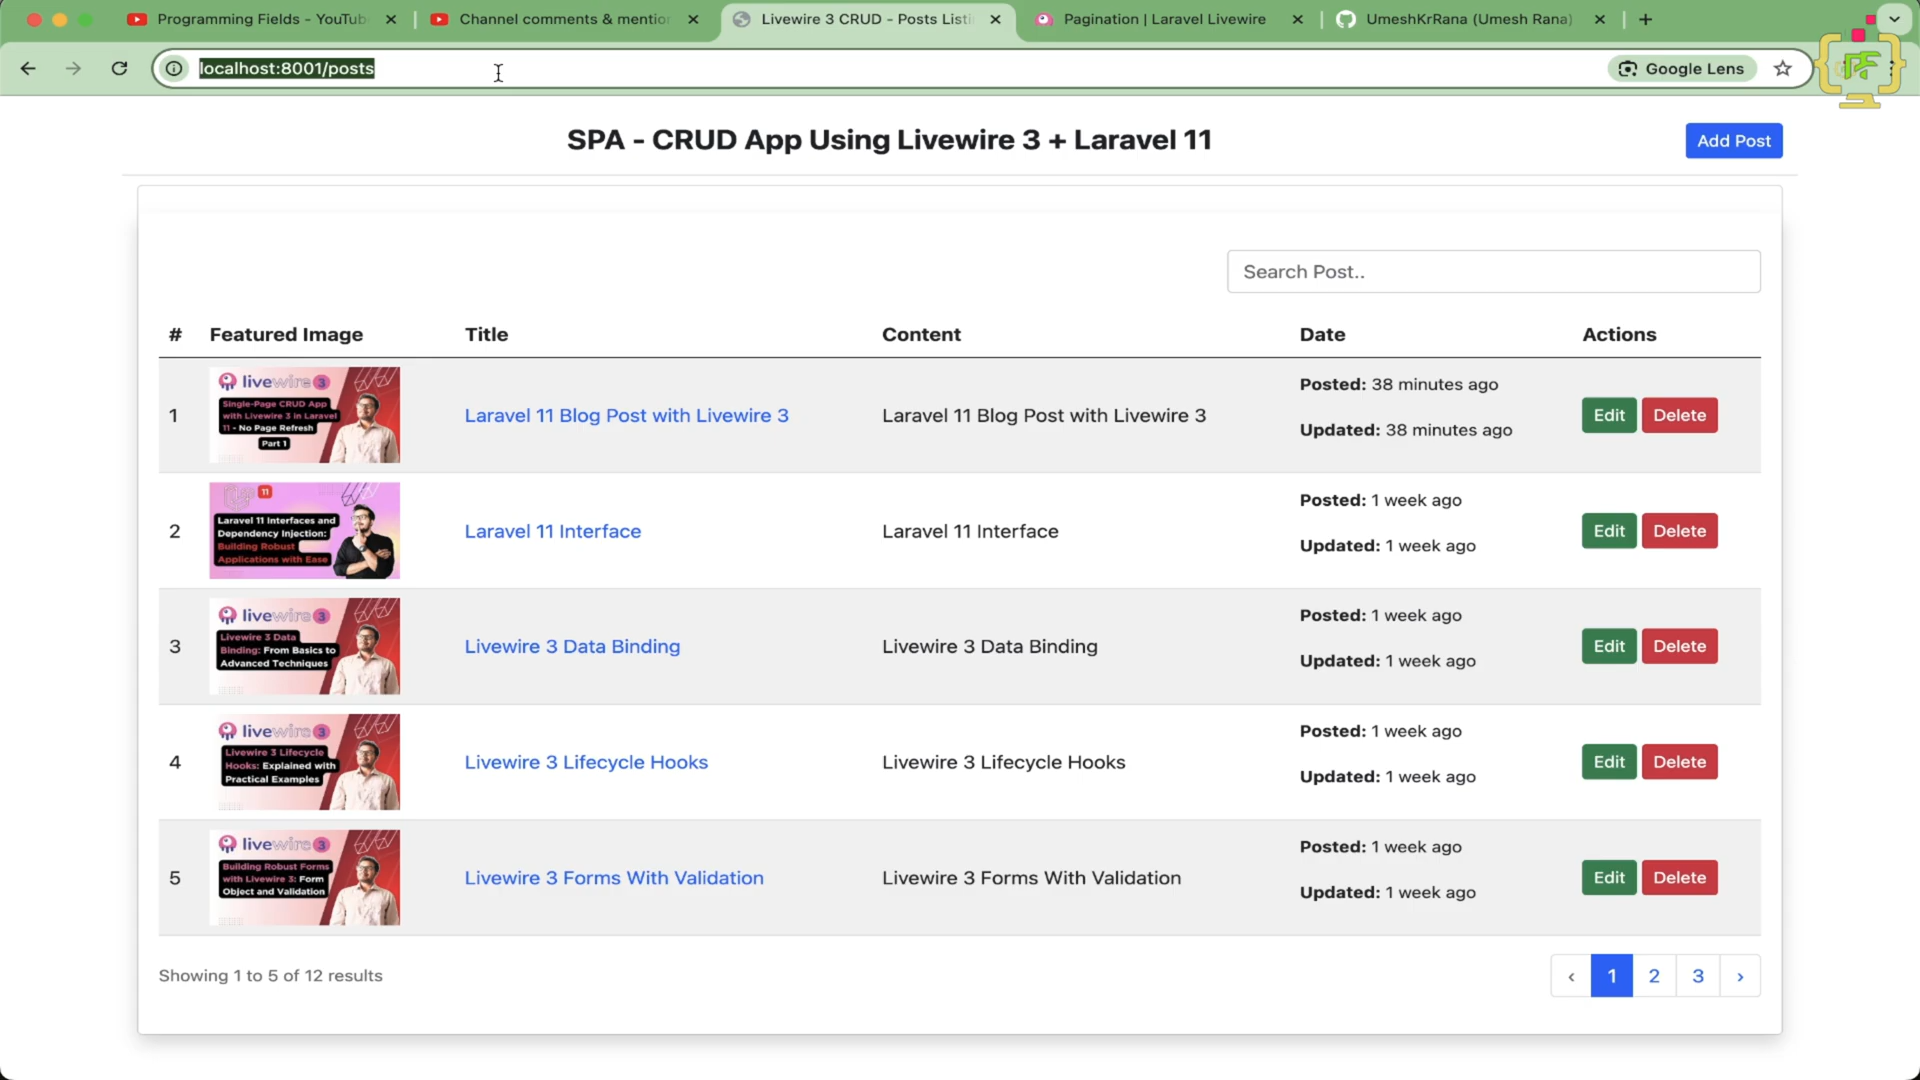 Programming Fields - YouTub
Channel comments & mention
Livewire 3 CRUD - Posts Listi
Pagination | Laravel Livewire
UmeshKrRana (Umesh Rana)
localhost:8001/posts
Google Lens
SPA - CRUD App Using Livewire 3 + Laravel 11
Add Post
Search Post..
# Featured Image Title Content Date Actions
livewire 3
Single-Page CRUD App
with Livewire 3 in Laravel
11 - No Page Refresh
Part 1
1 Laravel 11 Blog Post with Livewire 3 Laravel 11 Blog Post with Livewire 3
Posted: 38 minutes ago
Updated: 38 minutes ago
Edit Delete
11
Laravel 11 Interfaces and
Dependency Injection:
Building Robust
Applications with Ease
2 Laravel 11 Interface Laravel 11 Interface
Posted: 1 week ago
Updated: 1 week ago
Edit Delete
livewire 3
Livewire 3 Data
Binding: From Basics to
Advanced Techniques
3 Livewire 3 Data Binding Livewire 3 Data Binding
Posted: 1 week ago
Updated: 1 week ago
Edit Delete
livewire 3
Livewire 3 Lifecycle
Hooks: Explained with
Practical Examples
4 Livewire 3 Lifecycle Hooks Livewire 3 Lifecycle Hooks
Posted: 1 week ago
Updated: 1 week ago
Edit Delete
livewire 3
Building Robust Forms
with Livewire 3: Form
Object and Validation
5 Livewire 3 Forms With Validation Livewire 3 Forms With Validation
Posted: 1 week ago
Updated: 1 week ago
Edit Delete
Showing 1 to 5 of 12 results
‹ 1 2 3 ›